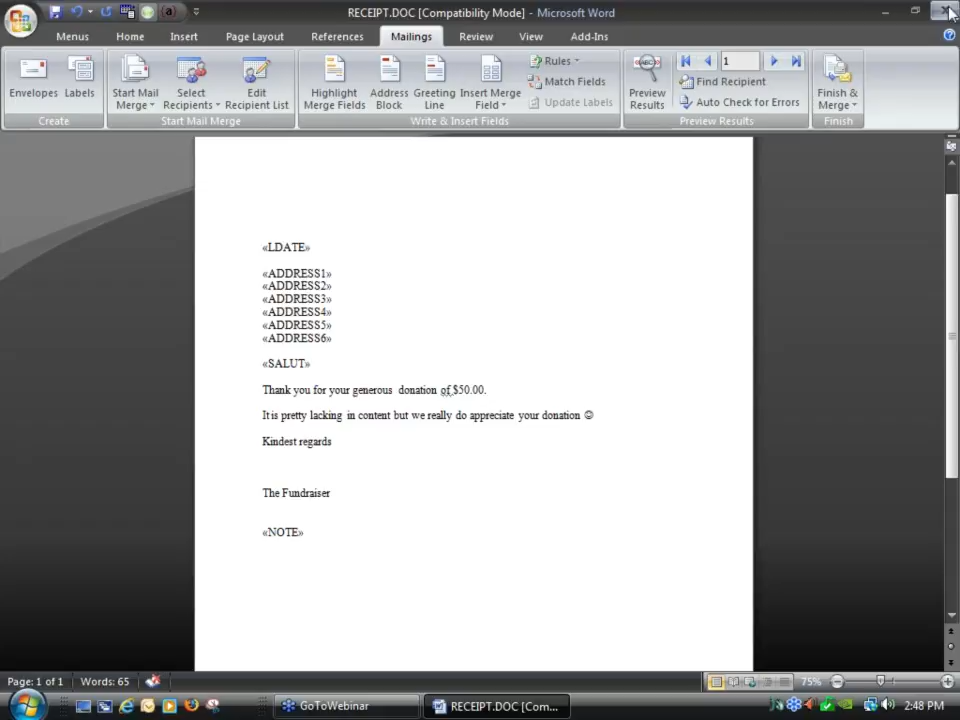 RECEIPT.DOC [Compatibility Mode] - Microsoft Word
Menus Home Insert Page Layout References Mailings Review View Add-Ins
Envelopes Labels Start Mail Merge Select Recipients Edit Recipient List Highlight Merge Fields Address Block Greeting Line Insert Merge Field Rules Match Fields Update Labels Preview Results ABC 1 Find Recipient Auto Check for Errors Finish & Merge
Create Start Mail Merge Write & Insert Fields Preview Results Finish
«LDATE»
«ADDRESS1»
«ADDRESS2»
«ADDRESS3»
«ADDRESS4»
«ADDRESS5»
«ADDRESS6»
«SALUT»
Thank you for your generous donation of $50.00.
It is pretty lacking in content but we really do appreciate your donation ☺
Kindest regards
The Fundraiser
«NOTE»
Page: 1 of 1 Words: 65 75%
GoToWebinar RECEIPT.DOC [Com... 2:48 PM